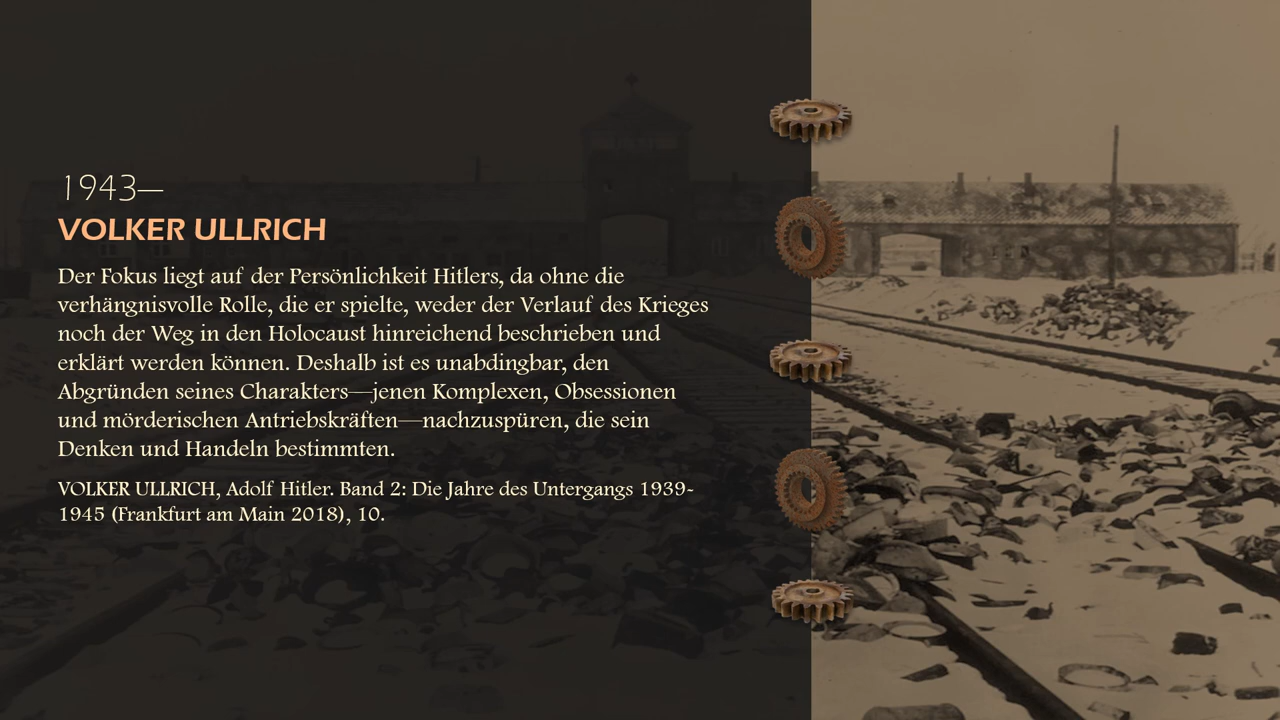 1943—
VOLKER ULLRICH
Der Fokus liegt auf der Persönlichkeit Hitlers, da ohne die
verhängnisvolle Rolle, die er spielte, weder der Verlauf des Krieges
noch der Weg in den Holocaust hinreichend beschrieben und
erklärt werden können. Deshalb ist es unabdingbar, den
Abgründen seines Charakters—jenen Komplexen, Obsessionen
und mörderischen Antriebskräften—nachzuspüren, die sein
Denken und Handeln bestimmten.
VOLKER ULLRICH, Adolf Hitler. Band 2: Die Jahre des Untergangs 1939-
1945 (Frankfurt am Main 2018), 10.